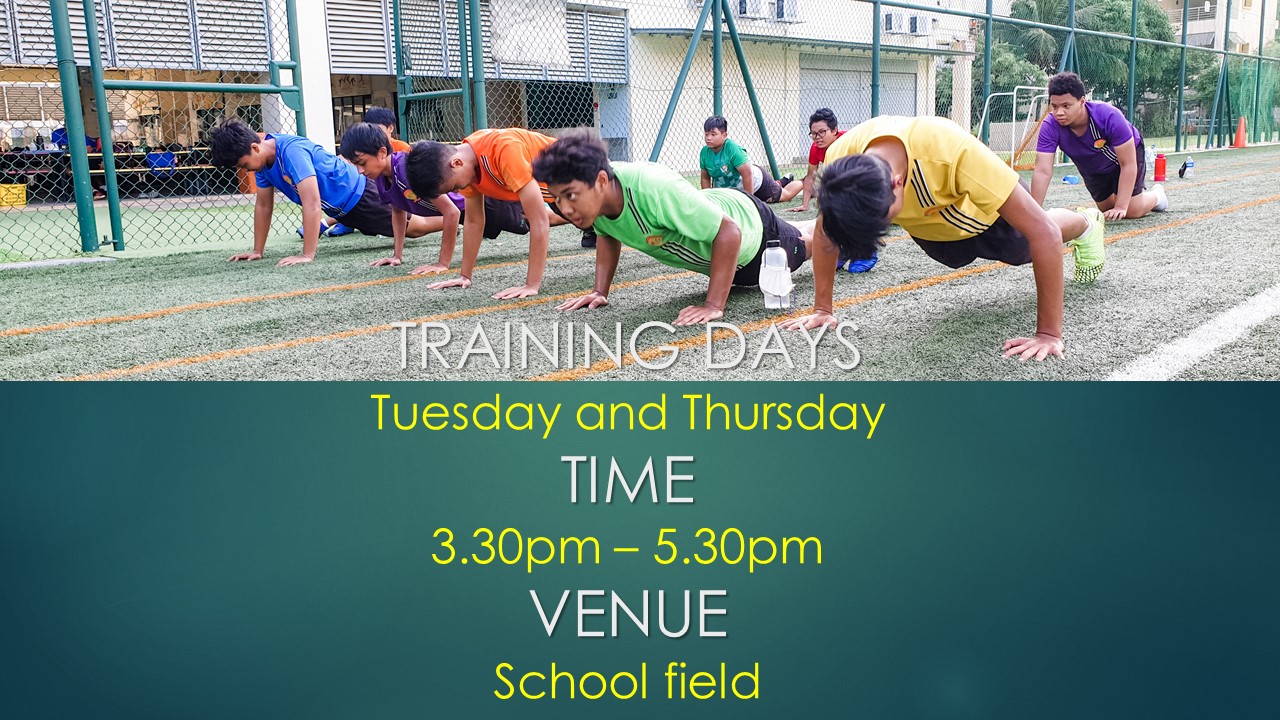 TRAINING DAYS
Tuesday and Thursday
TIME
3.30pm – 5.30pm
VENUE
School field